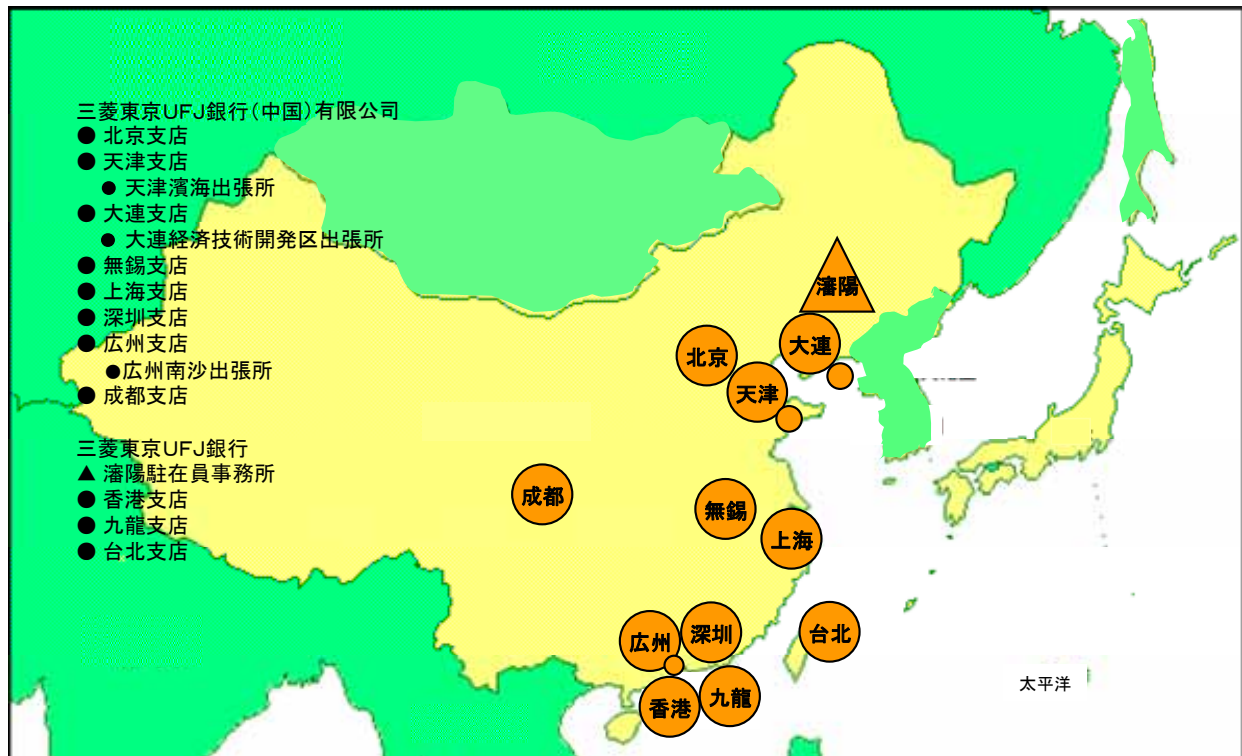 三菱東京UFJ銀行(中国)有限公司
● 北京支店
● 天津支店
● 天津濱海出張所
● 大連支店
● 大連経済技術開発区出張所
● 無錫支店
● 上海支店
● 深圳支店
● 広州支店
●広州南沙出張所
● 成都支店
三菱東京UFJ銀行
▲ 瀋陽駐在員事務所
● 香港支店
● 九龍支店
● 台北支店
瀋陽
北京
大連
天津
成都
無錫
上海
広州
深圳
台北
香港
九龍
太平洋